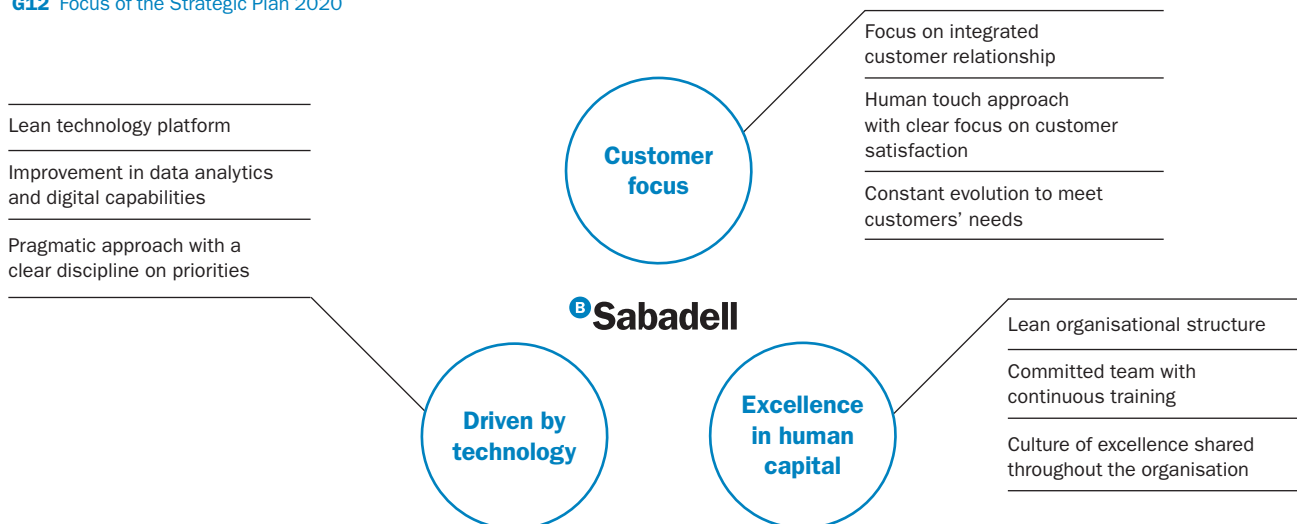 G12 Focus of the Strategic Plan 2020
Focus on integrated
customer relationship
Human touch approach
with clear focus on customer
satisfaction
Constant evolution to meet
customers' needs
Customer
focus
Lean technology platform
Improvement in data analytics
and digital capabilities
Pragmatic approach with a
clear discipline on priorities
B Sabadell
Driven by
technology
Excellence
in human
capital
Lean organisational structure
Committed team with
continuous training
Culture of excellence shared
throughout the organisation